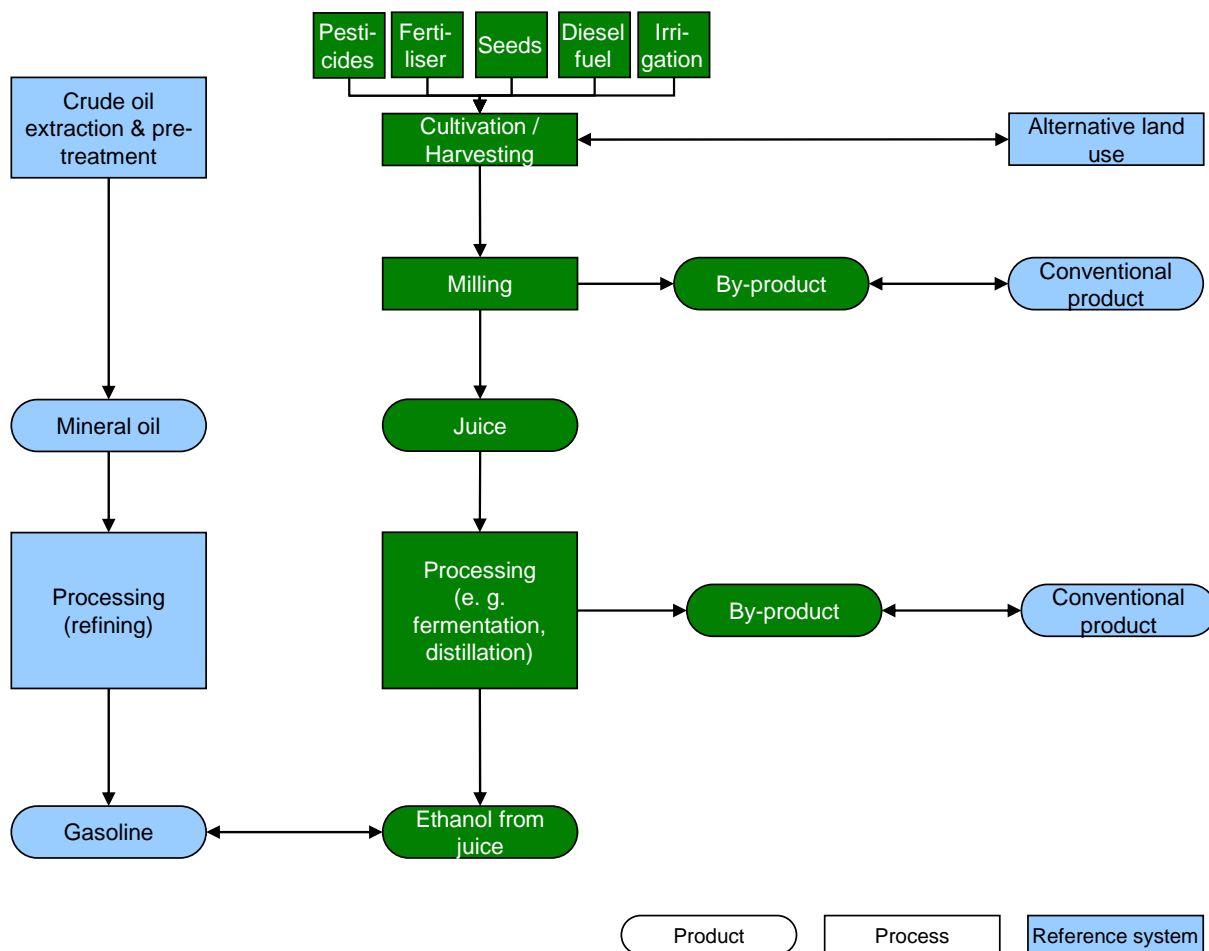 Pesti-
cides
Ferti-
liser
Seeds
Diesel
fuel
Irri-
gation
Crude oil
extraction & pre-
treatment
Cultivation /
Harvesting
Alternative land
use
Milling
By-product
Conventional
product
Mineral oil
Juice
Processing
(refining)
Processing
(e. g.
fermentation,
distillation)
By-product
Conventional
product
Gasoline
Ethanol from
juice
Product
Process
Reference system